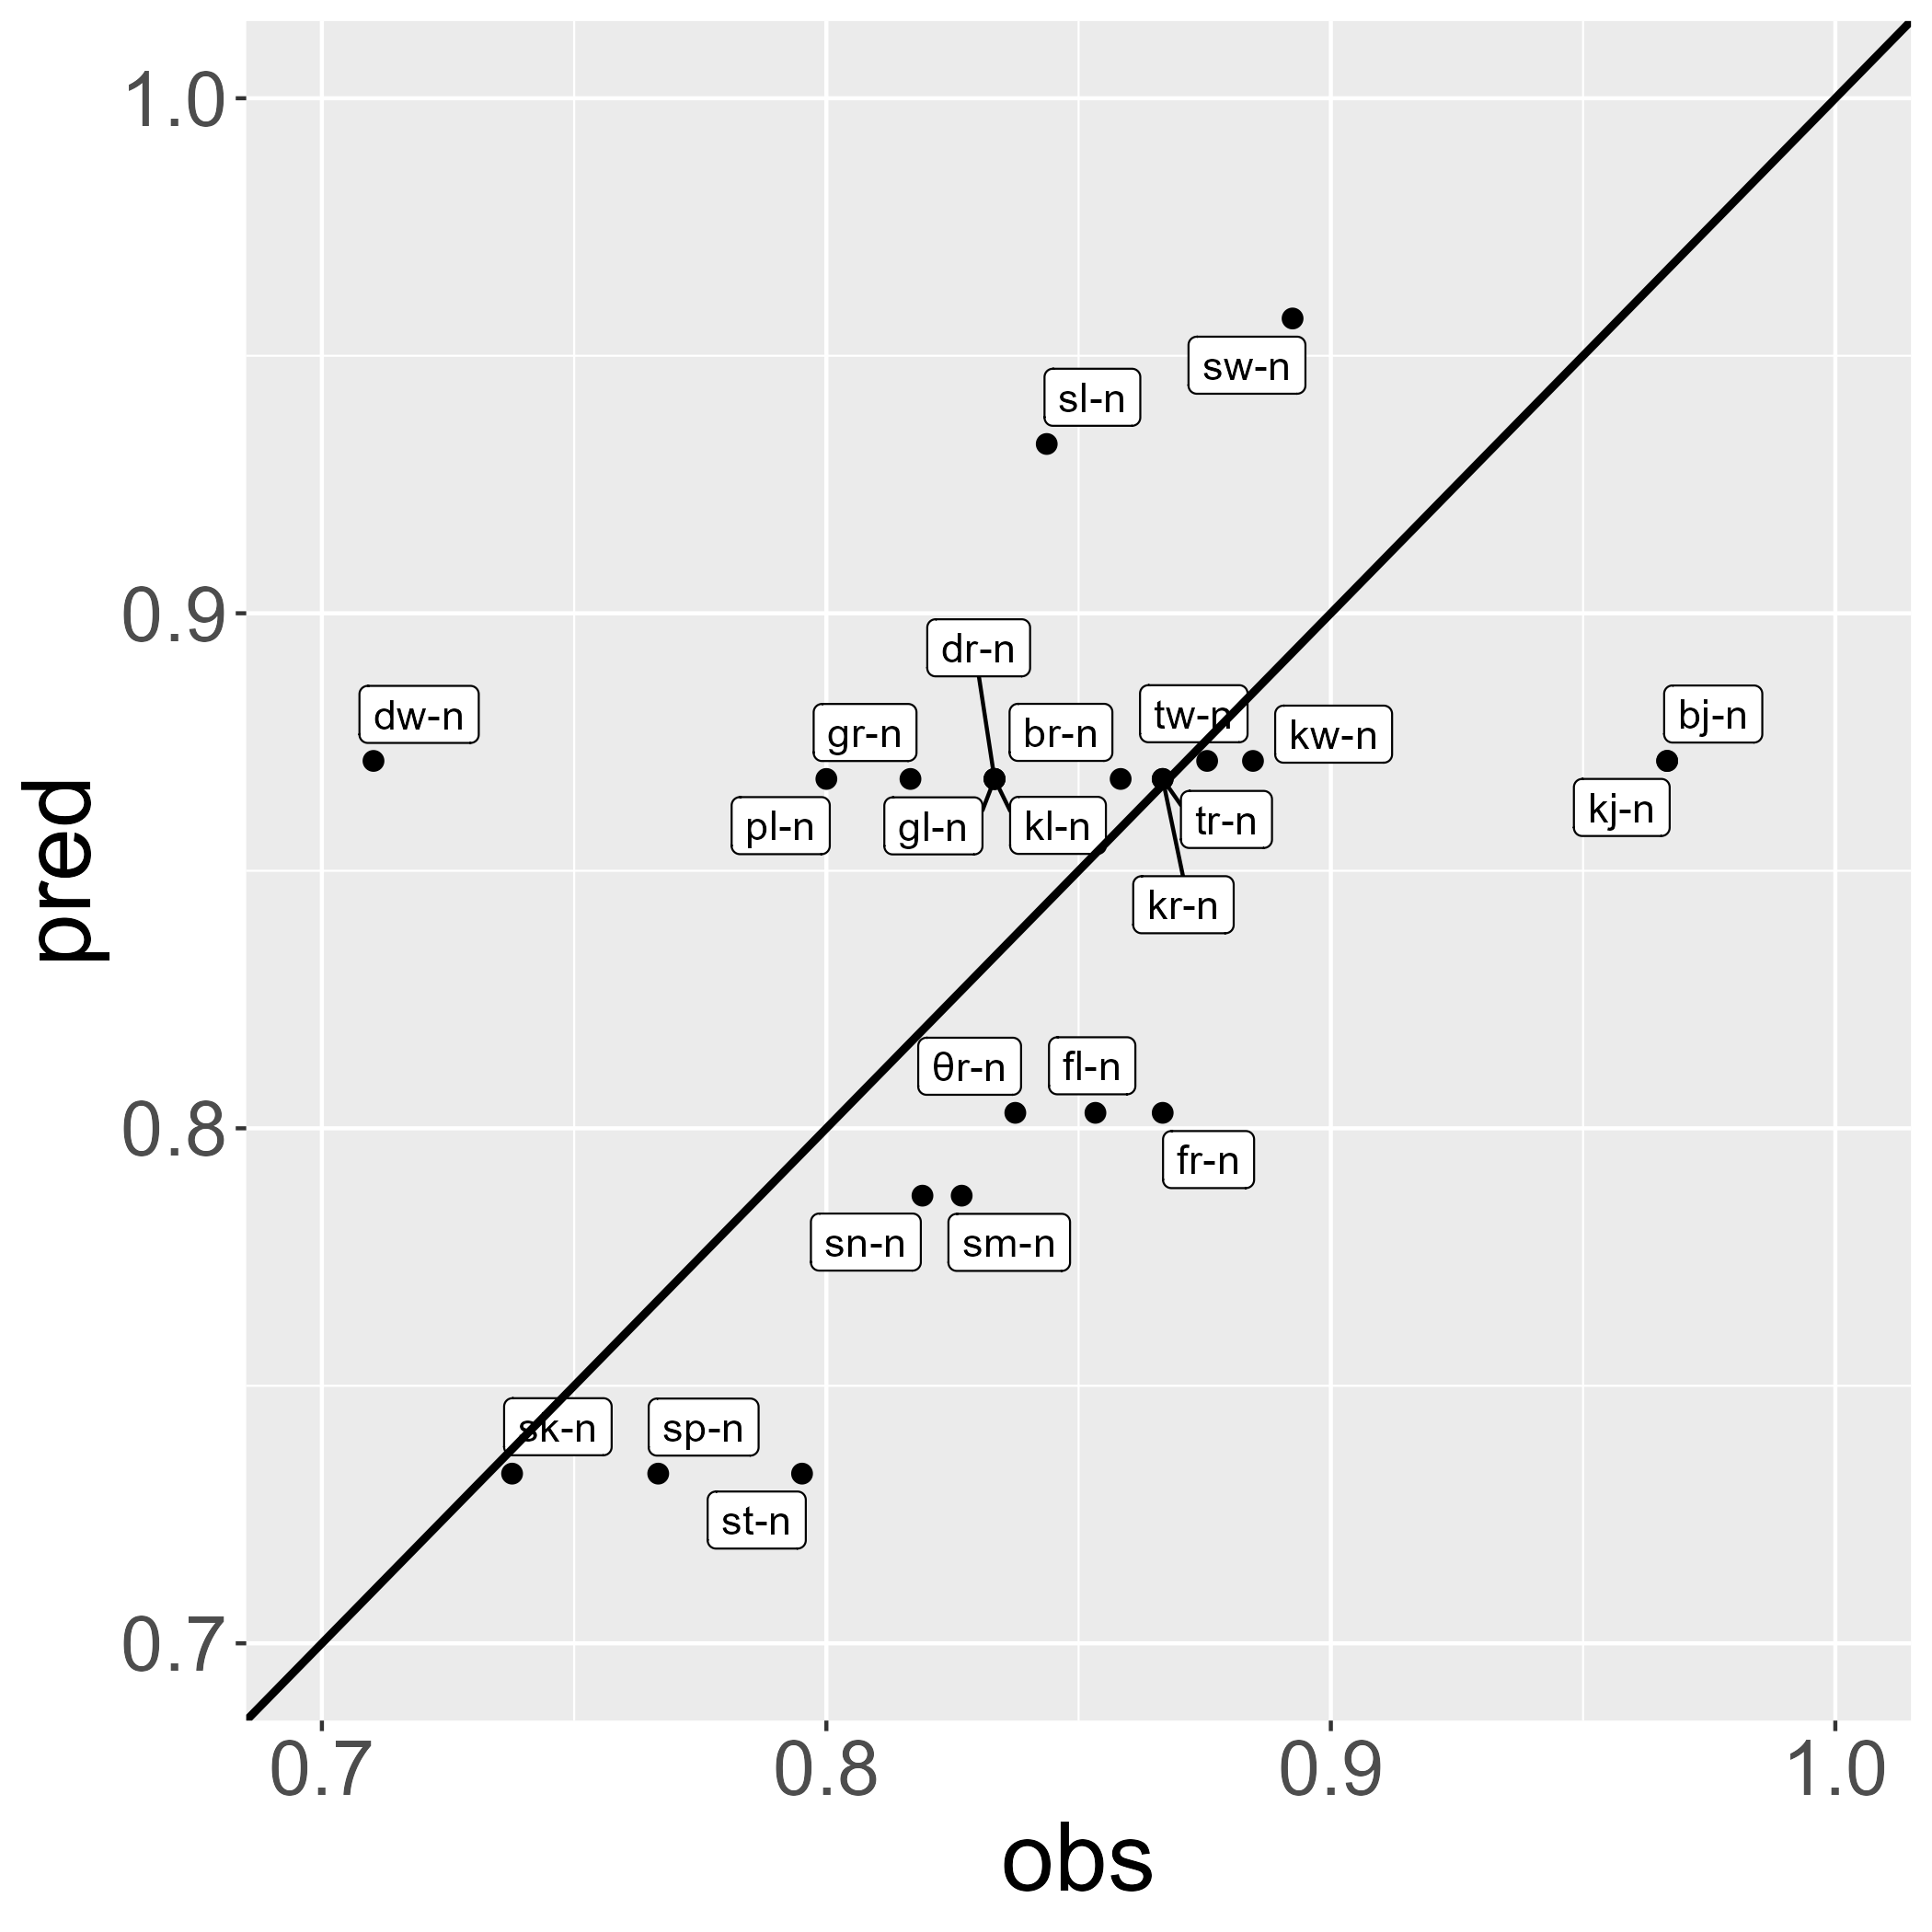 1.0
0.9
0.8
0.7
pred
sw-n
sl-n
dr-n
dw-n
gr-n
br-n
tw-n
kw-n
bj-n
pl-n
gl-n
kl-n
tr-n
kj-n
kr-n
θr-n
fl-n
fr-n
sn-n
sm-n
sk-n
sp-n
st-n
0.7
0.8
0.9
1.0
obs